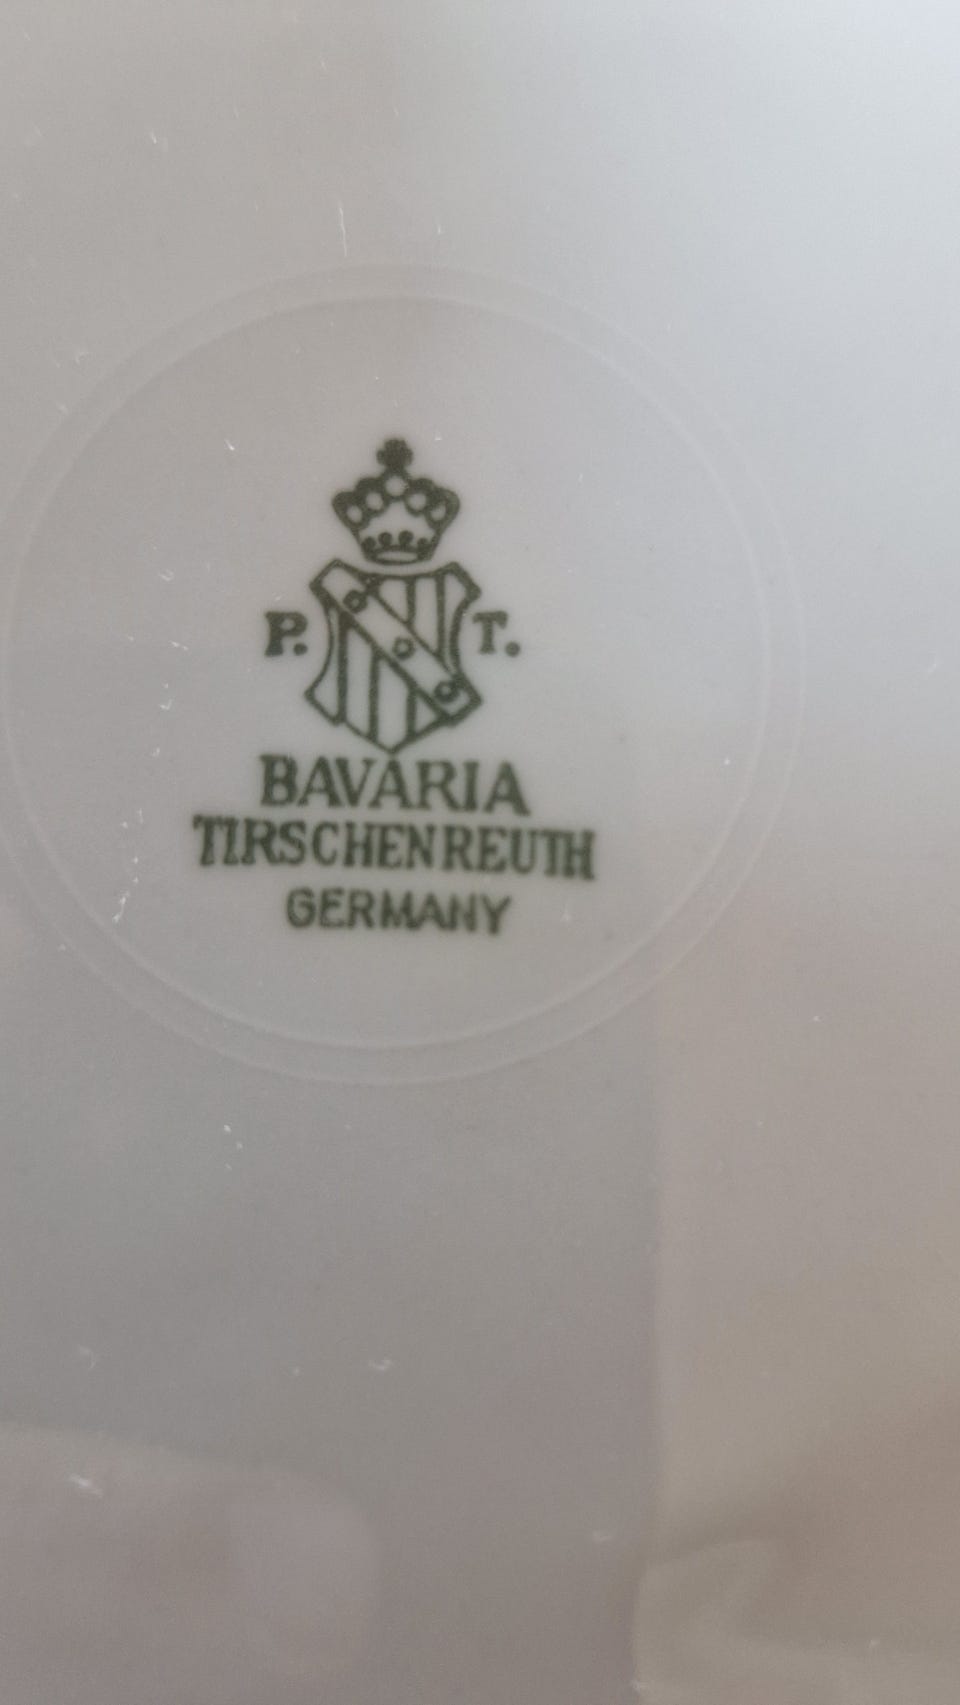 P. T.
BAVARIA
TIRSCHENREUTH
GERMANY